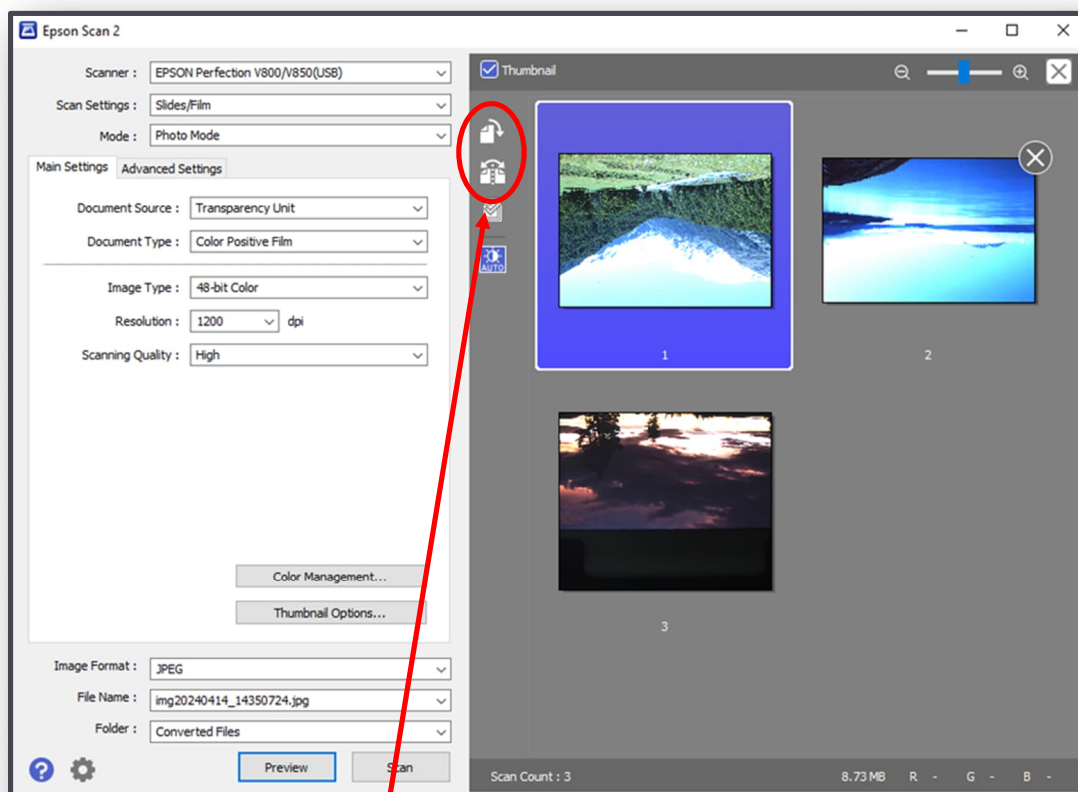 Epson Scan 2
Scanner : EPSON Perfection V800/V850(USB)
Scan Settings : Slides/Film
Mode : Photo Mode
Main Settings Advanced Settings
Document Source : Transparency Unit
Document Type : Color Positive Film
Image Type : 48-bit Color
Resolution : 1200 dpi
Scanning Quality : High
Color Management...
Thumbnail Options...
Image Format : JPEG
File Name : img20240414_14350724.jpg
Folder : Converted Files
Preview Scan
Thumbnail
AUTO
1
2
3
Scan Count : 3 8.73 MB R - G - B -